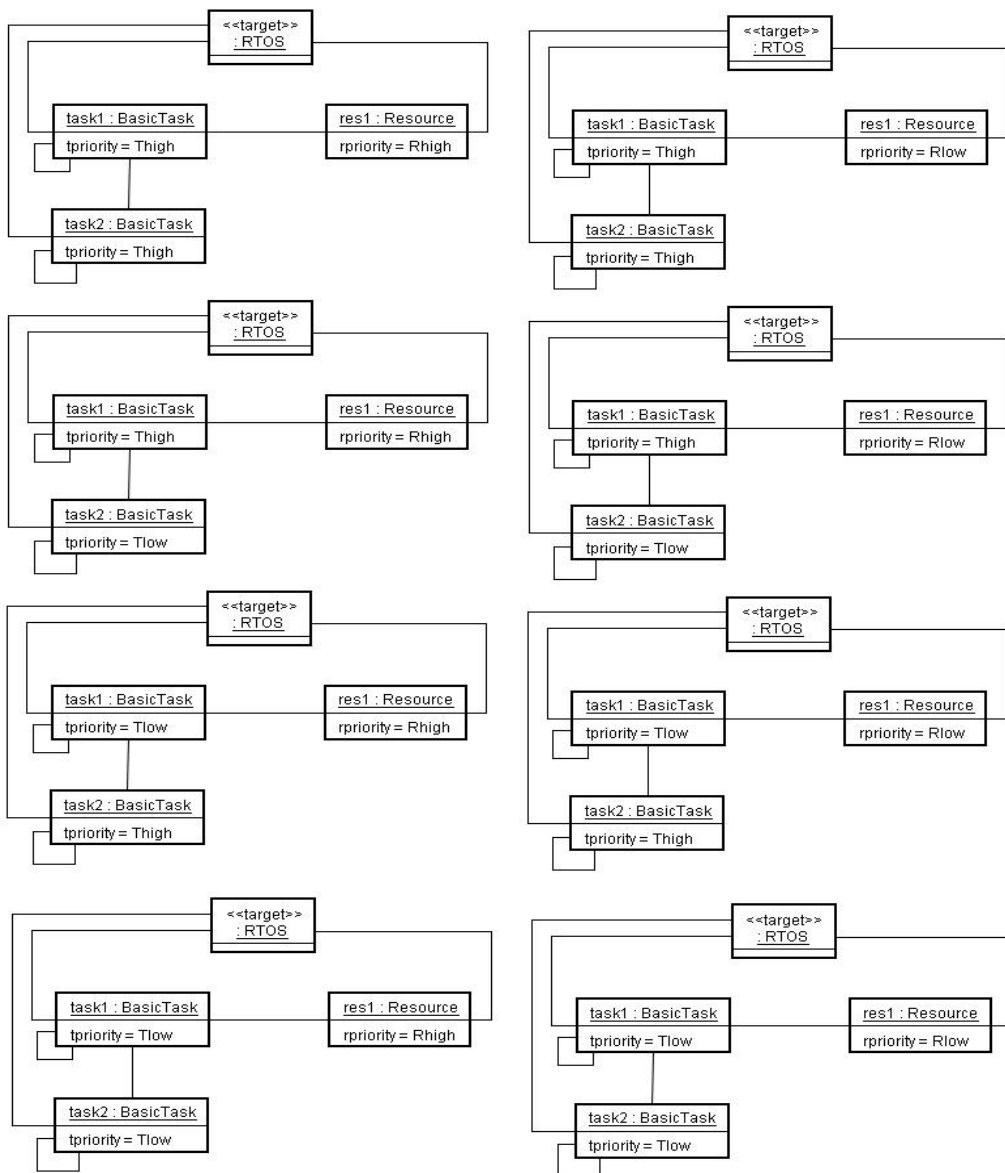 <<target>>
: RTOS
task1 : BasicTask
tpriority = Thigh
res1 : Resource
rpriority = Rhigh
task2 : BasicTask
tpriority = Thigh
<<target>>
: RTOS
task1 : BasicTask
tpriority = Thigh
res1 : Resource
rpriority = Rlow
task2 : BasicTask
tpriority = Thigh
<<target>>
: RTOS
task1 : BasicTask
tpriority = Thigh
res1 : Resource
rpriority = Rhigh
task2 : BasicTask
tpriority = Tlow
<<target>>
: RTOS
task1 : BasicTask
tpriority = Thigh
res1 : Resource
rpriority = Rlow
task2 : BasicTask
tpriority = Tlow
<<target>>
: RTOS
task1 : BasicTask
tpriority = Tlow
res1 : Resource
rpriority = Rhigh
task2 : BasicTask
tpriority = Thigh
<<target>>
: RTOS
task1 : BasicTask
tpriority = Tlow
res1 : Resource
rpriority = Rlow
task2 : BasicTask
tpriority = Thigh
<<target>>
: RTOS
task1 : BasicTask
tpriority = Tlow
res1 : Resource
rpriority = Rhigh
task2 : BasicTask
tpriority = Tlow
<<target>>
: RTOS
task1 : BasicTask
tpriority = Tlow
res1 : Resource
rpriority = Rlow
task2 : BasicTask
tpriority = Tlow